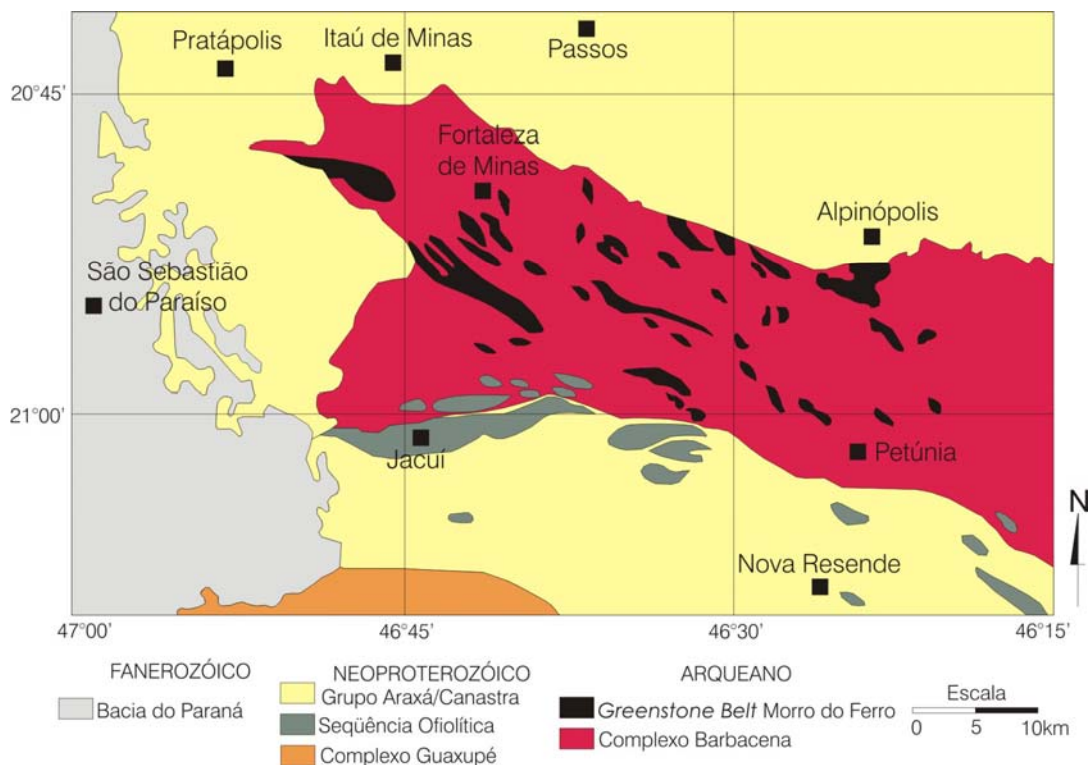 Pratápolis
Itaú de Minas
Passos
20°45'
Fortaleza
de Minas
Alpinópolis
São Sebastião
do Paraíso
21°00'
Jacuí
Petúnia
N
Nova Resende
47°00'
46°45'
46°30'
46°15'
FANEROZÓICO
Bacia do Paraná
NEOPROTEROZÓICO
Grupo Araxá/Canastra
Seqüência Ofiolítica
Complexo Guaxupé
ARQUEANO
Greenstone Belt Morro do Ferro
Complexo Barbacena
Escala
0 5 10km